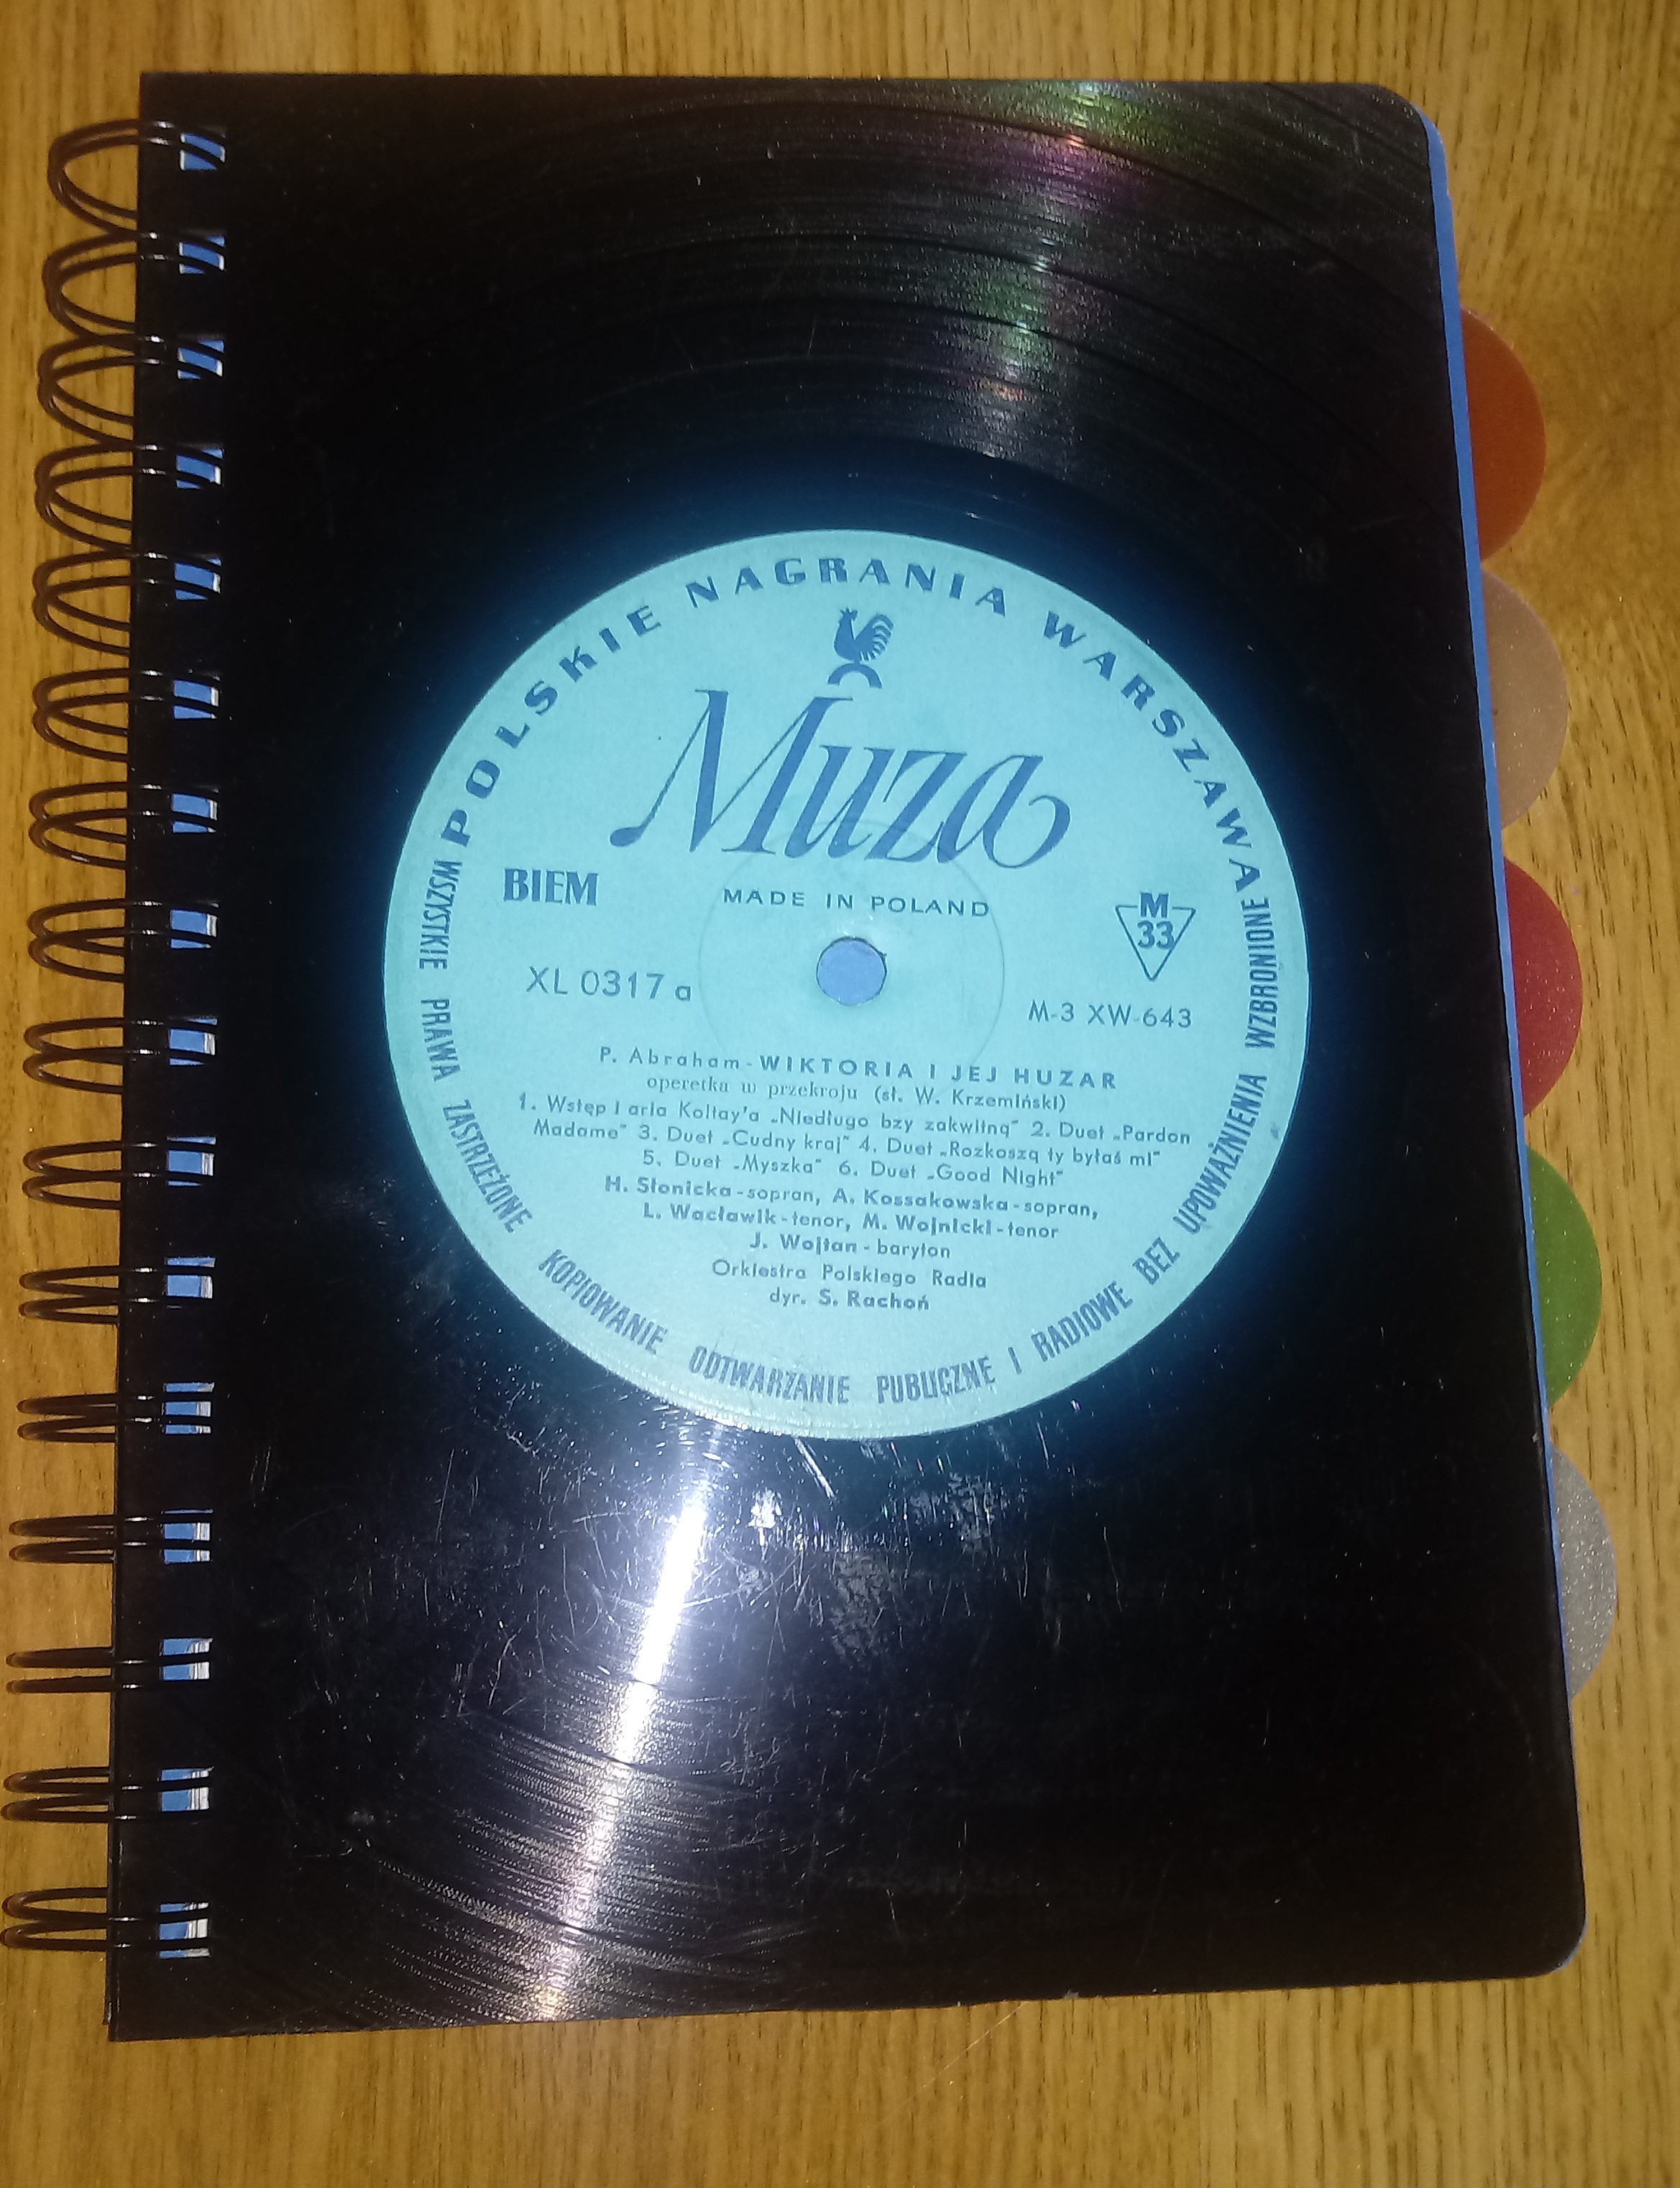 POLSKIE NAGRANIA WARSZAWA
Muza
BIEM
MADE IN POLAND
M
33
XL 0317 a
M-3 XW-643
P. Abraham - WIKTORIA I JEJ HUZAR
operetka w przekroju (sł. W. Krzemiński)
1. Wstęp i aria Koltay'a „Niedługo bzy zakwitną" 2. Duet „Pardon
Madame" 3. Duet „Cudny kraj" 4. Duet „Rozkoszą ty byłaś mi"
5. Duet „Myszka" 6. Duet „Good Night"
H. Słonicka - sopran, A. Kossakowska - sopran,
L. Wacławik - tenor, M. Wojnicki - tenor
J. Wojtan - baryton
Orkiestra Polskiego Radia
dyr. S. Rachoń
WSZYSTKIE PRAWA ZASTRZEŻONE KOPIOWANIE ODTWARZANIE PUBLICZNE I RADIOWE BEZ UPOWAŻNIENIA WZBRONIONE